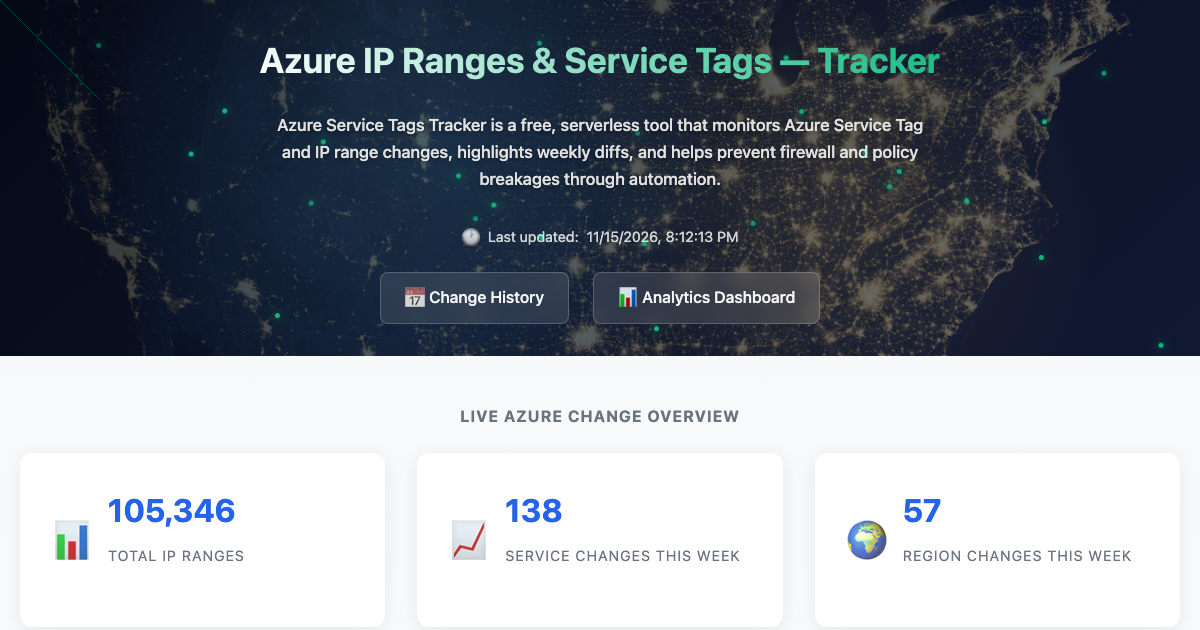 Azure IP Ranges & Service Tags — Tracker
Azure Service Tags Tracker is a free, serverless tool that monitors Azure Service Tag
and IP range changes, highlights weekly diffs, and helps prevent firewall and policy
breakages through automation.
Last updated: 11/15/2026, 8:12:13 PM
17 Change History
Analytics Dashboard
LIVE AZURE CHANGE OVERVIEW
105,346
TOTAL IP RANGES
138
SERVICE CHANGES THIS WEEK
57
REGION CHANGES THIS WEEK